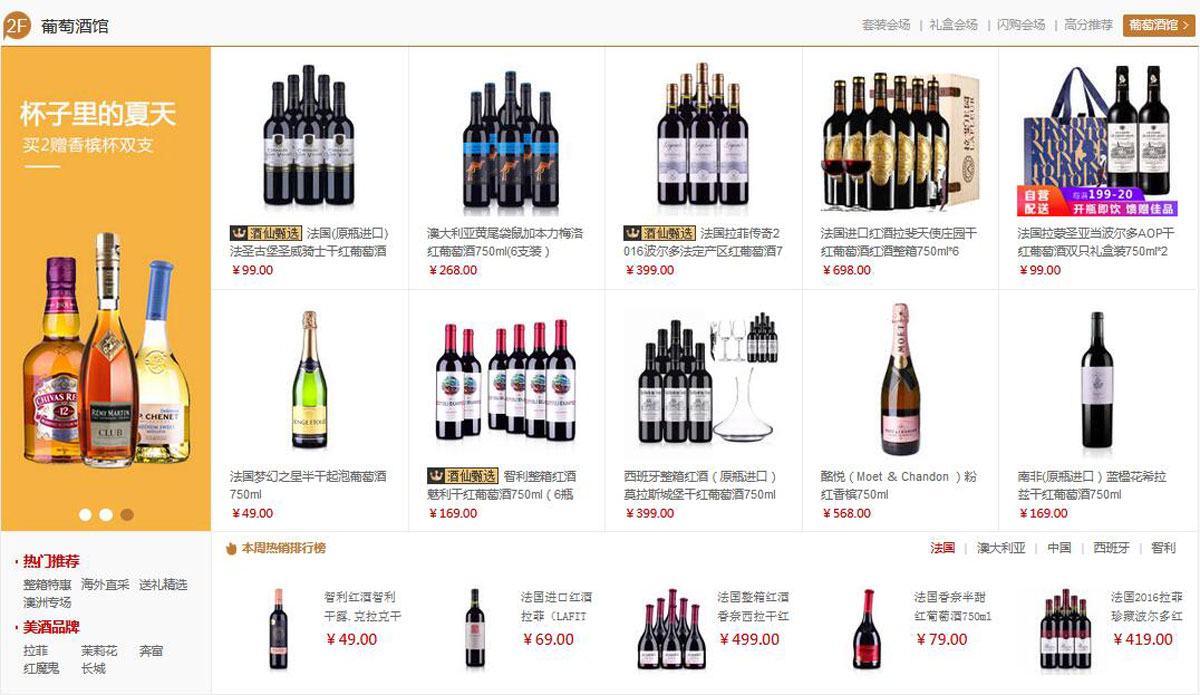 2F 葡萄酒馆
套装会场 | 礼盒会场 | 闪购会场 | 高分推荐 葡萄酒馆 >
杯子里的夏天
买2赠香槟杯双支
CHIVAS RE
12
RÉMY MARTIN
CLUB
P. CHENET
酒仙甄选 法国(原瓶进口)
法圣古堡圣威骑士干红葡萄酒
￥99.00
澳大利亚黄尾袋鼠加本力梅洛
红葡萄酒750ml(6支装）
￥268.00
酒仙甄选 法国拉菲传奇2
016波尔多法定产区红葡萄酒7
￥399.00
法国进口红酒拉斐天使庄园干
红葡萄酒红酒整箱750ml*6
￥698.00
自营
配送
每满199-20
开瓶即饮 馈赠佳品
法国拉蒙圣亚当波尔多AOP干
红葡萄酒双只礼盒装750ml*2
￥99.00
法国梦幻之星半干起泡葡萄酒
750ml
￥49.00
酒仙甄选 智利整箱红酒
魅利干红葡萄酒750ml（6瓶
￥169.00
西班牙整箱红酒（原瓶进口）
莫拉斯城堡干红葡萄酒750ml
￥399.00
MOËT
酩悦（Moet & Chandon ）粉
红香槟750ml
￥568.00
南非(原瓶进口）蓝楹花希拉
兹干红葡萄酒750ml
￥169.00
· 热门推荐
整箱特惠 海外直采 送礼精选
澳洲专场
· 美酒品牌
拉菲 茉莉花 奔富
红魔鬼 长城
本周热销排行榜
法国 | 澳大利亚 | 中国 | 西班牙 | 智利
智利红酒智利
干露.克拉克干
￥49.00
法国进口红酒
拉菲（LAFIT
￥69.00
法国整箱红酒
香奈西拉干红
￥499.00
法国香奈半甜
红葡萄酒750ml
￥79.00
法国2016拉菲
珍藏波尔多红
￥419.00